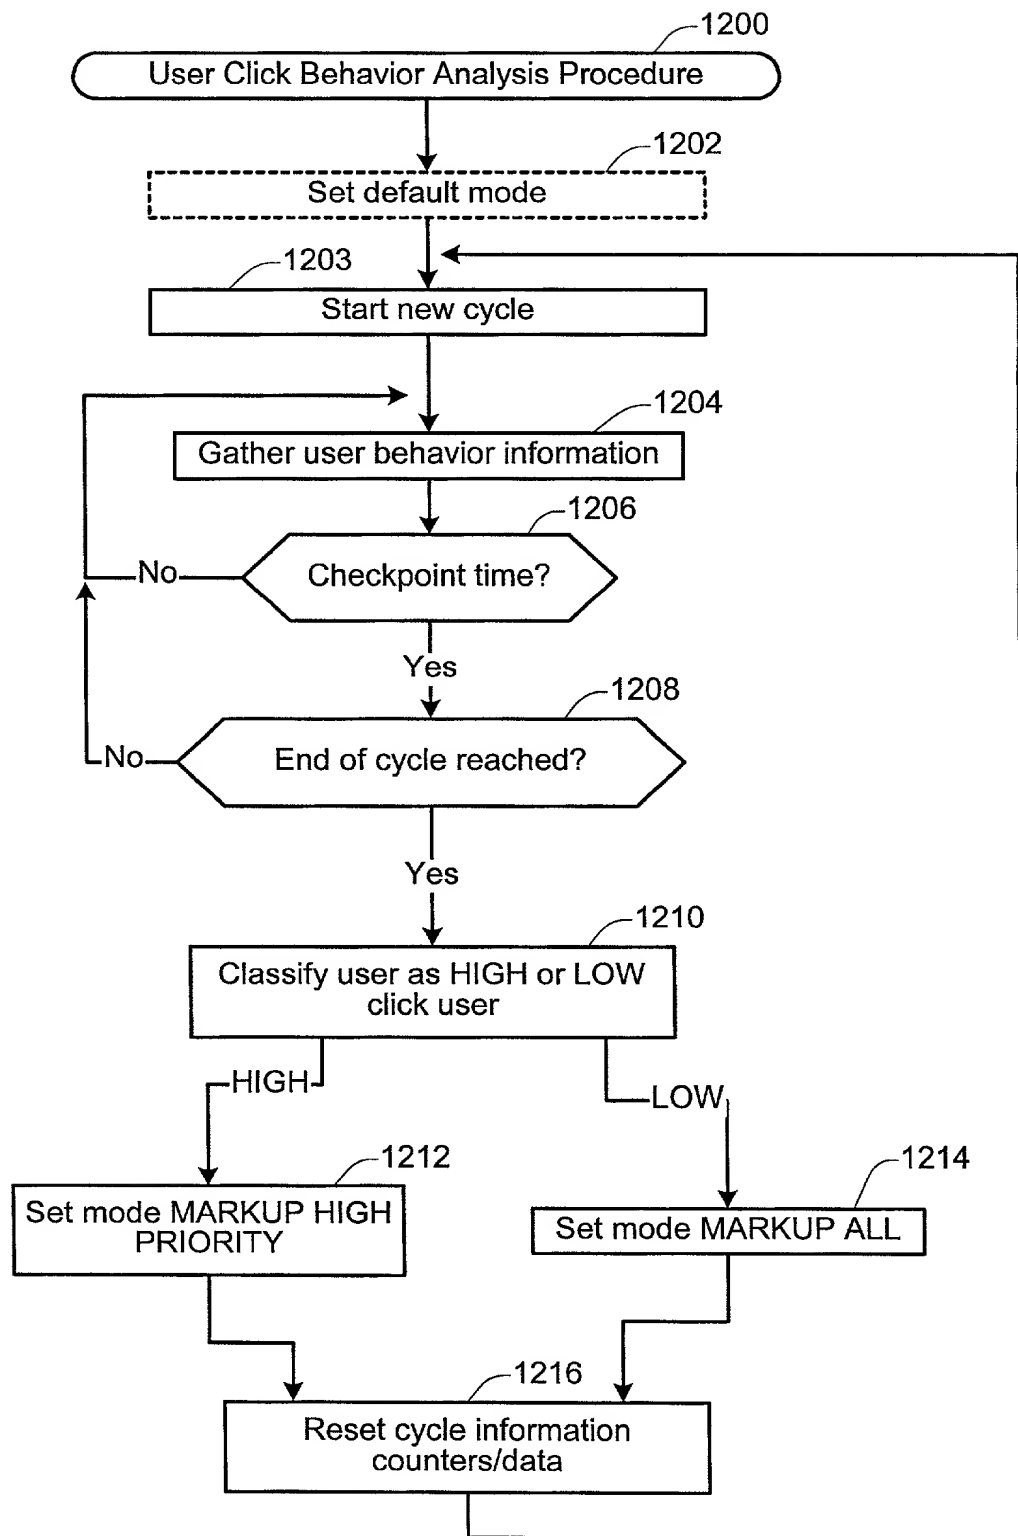 1200
User Click Behavior Analysis Procedure
1202
Set default mode
1203
Start new cycle
1204
Gather user behavior information
1206
Checkpoint time?
No
Yes
1208
End of cycle reached?
No
Yes
1210
Classify user as HIGH or LOW
click user
HIGH
LOW
1212
Set mode MARKUP HIGH
PRIORITY
1214
Set mode MARKUP ALL
1216
Reset cycle information
counters/data